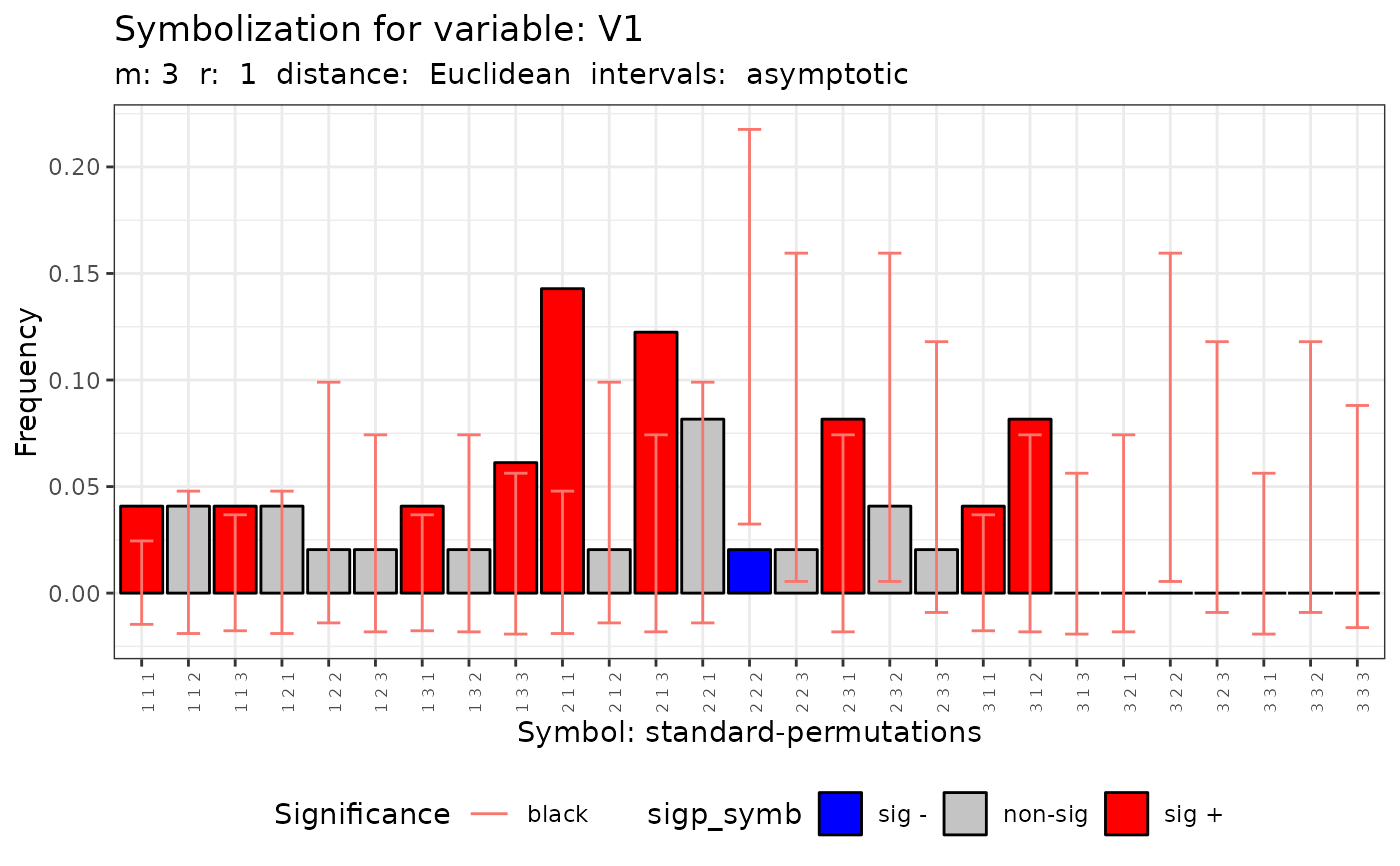 Symbolization for variable: V1
m: 3 r: 1 distance: Euclidean intervals: asymptotic
Frequency
0.20
0.15
0.10
0.05
0.00
1 1 1
1 1 2
1 1 3
1 2 1
1 2 2
1 2 3
1 3 1
1 3 2
1 3 3
2 1 1
2 1 2
2 1 3
2 2 1
2 2 2
2 2 3
2 3 1
2 3 2
2 3 3
3 1 1
3 1 2
3 1 3
3 2 1
3 2 2
3 2 3
3 3 1
3 3 2
3 3 3
Symbol: standard-permutations
Significance black sigp_symb sig - non-sig sig +